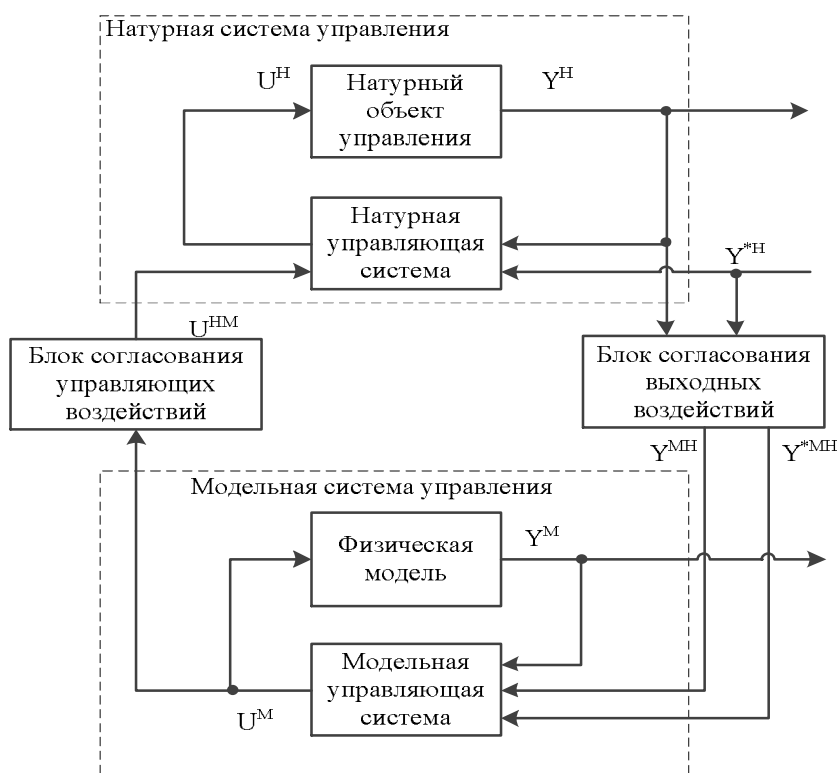 Натурная система управления
U^H
Натурный
объект
управления
Y^H
Натурная
управляющая
система
Y^*H
U^HM
Блок согласования
управляющих
воздействий
Блок согласования
выходных
воздействий
Y^MH
Y^*MH
Модельная система управления
Физическая
модель
Y^M
Модельная
управляющая
система
U^M